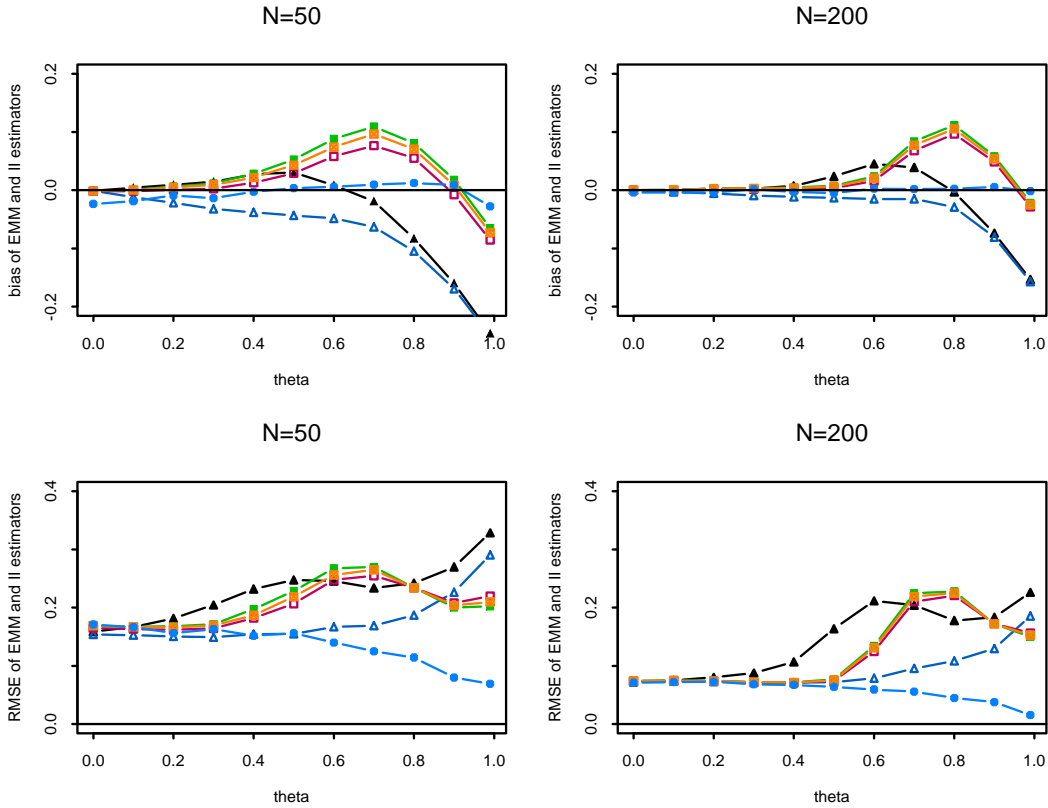 N=50
N=200
bias of EMM and II estimators
0.2
0.0
-0.2
0.0 0.2 0.4 0.6 0.8 1.0
theta
bias of EMM and II estimators
0.2
0.0
-0.2
0.0 0.2 0.4 0.6 0.8 1.0
theta
N=50
N=200
RMSE of EMM and II estimators
0.4
0.2
0.0
0.0 0.2 0.4 0.6 0.8 1.0
theta
RMSE of EMM and II estimators
0.4
0.2
0.0
0.0 0.2 0.4 0.6 0.8 1.0
theta